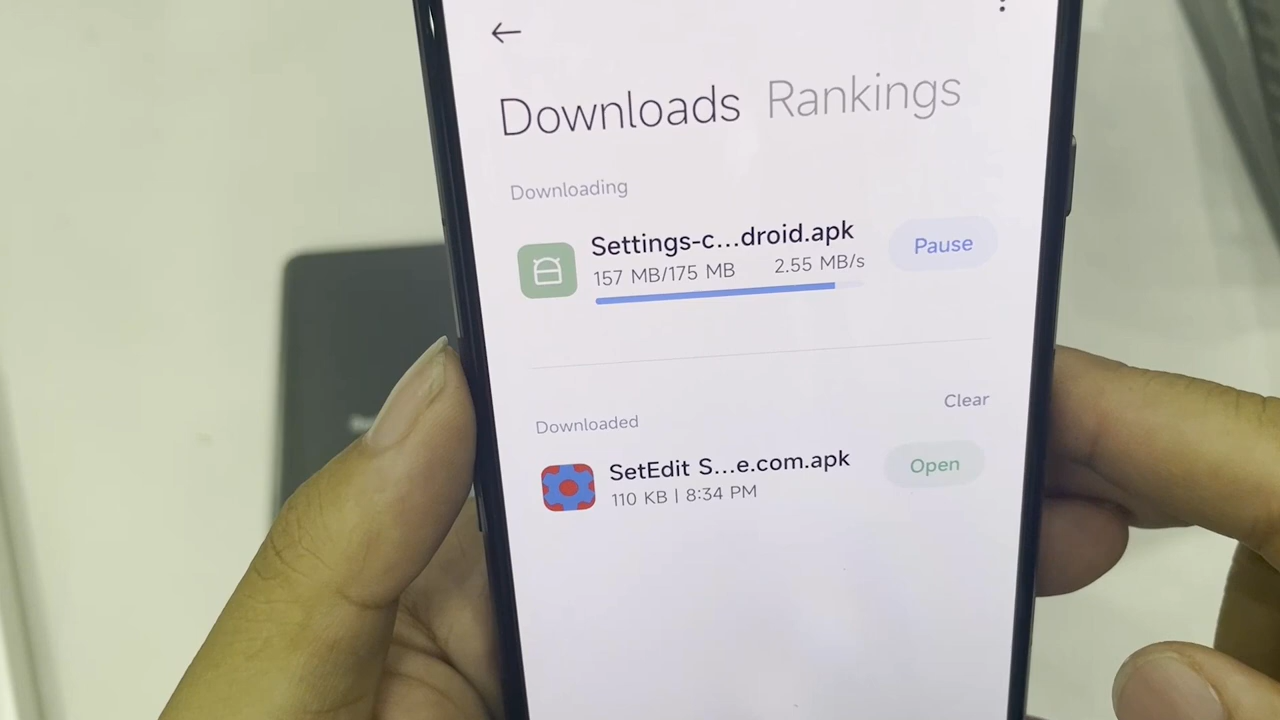 Downloads Rankings
Downloading
Settings-c...droid.apk
157 MB/175 MB 2.55 MB/s
Pause
Clear
Downloaded
SetEdit S...e.com.apk
110 KB | 8:34 PM
Open